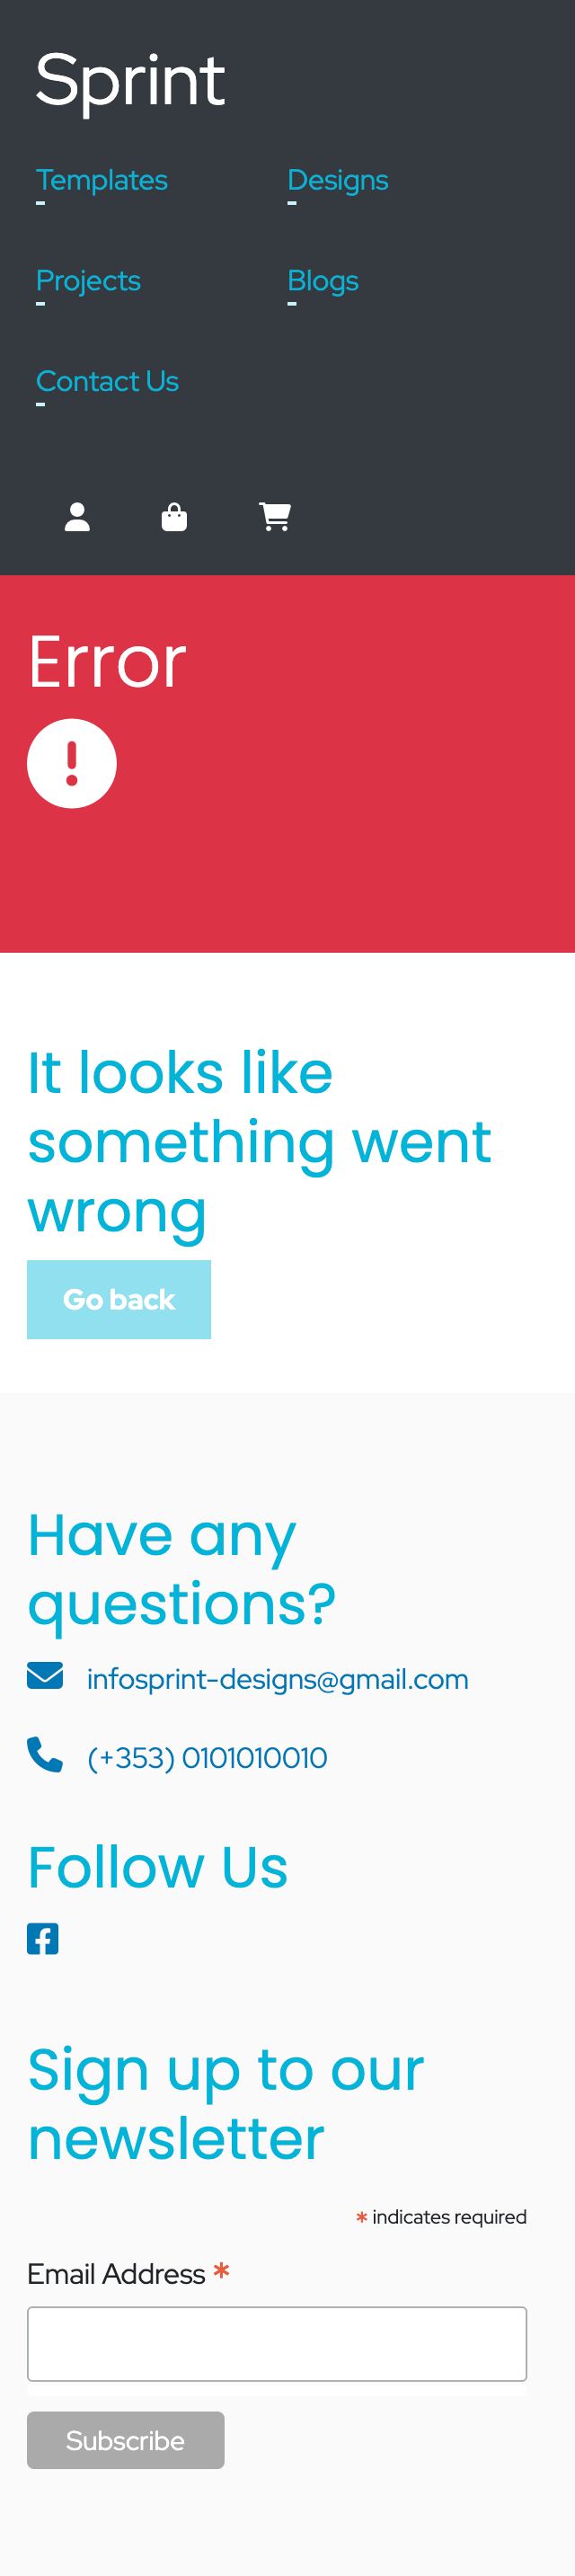 Sprint
Templates
Designs
Projects
Blogs
Contact Us
Error
It looks like
something went
wrong
Go back
Have any
questions?
infosprint-designs@gmail.com
(+353) 0101010010
Follow Us
Sign up to our
newsletter
* indicates required
Email Address *
Subscribe